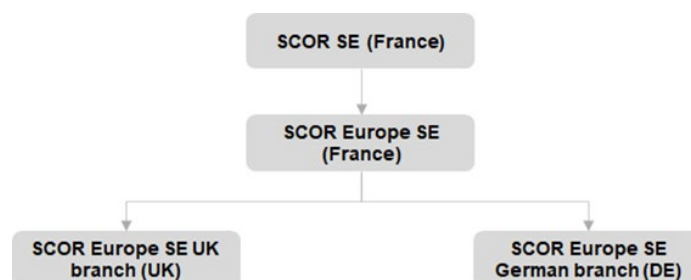 SCOR SE (France)
SCOR Europe SE
(France)
SCOR Europe SE UK
branch (UK)
SCOR Europe SE
German branch (DE)